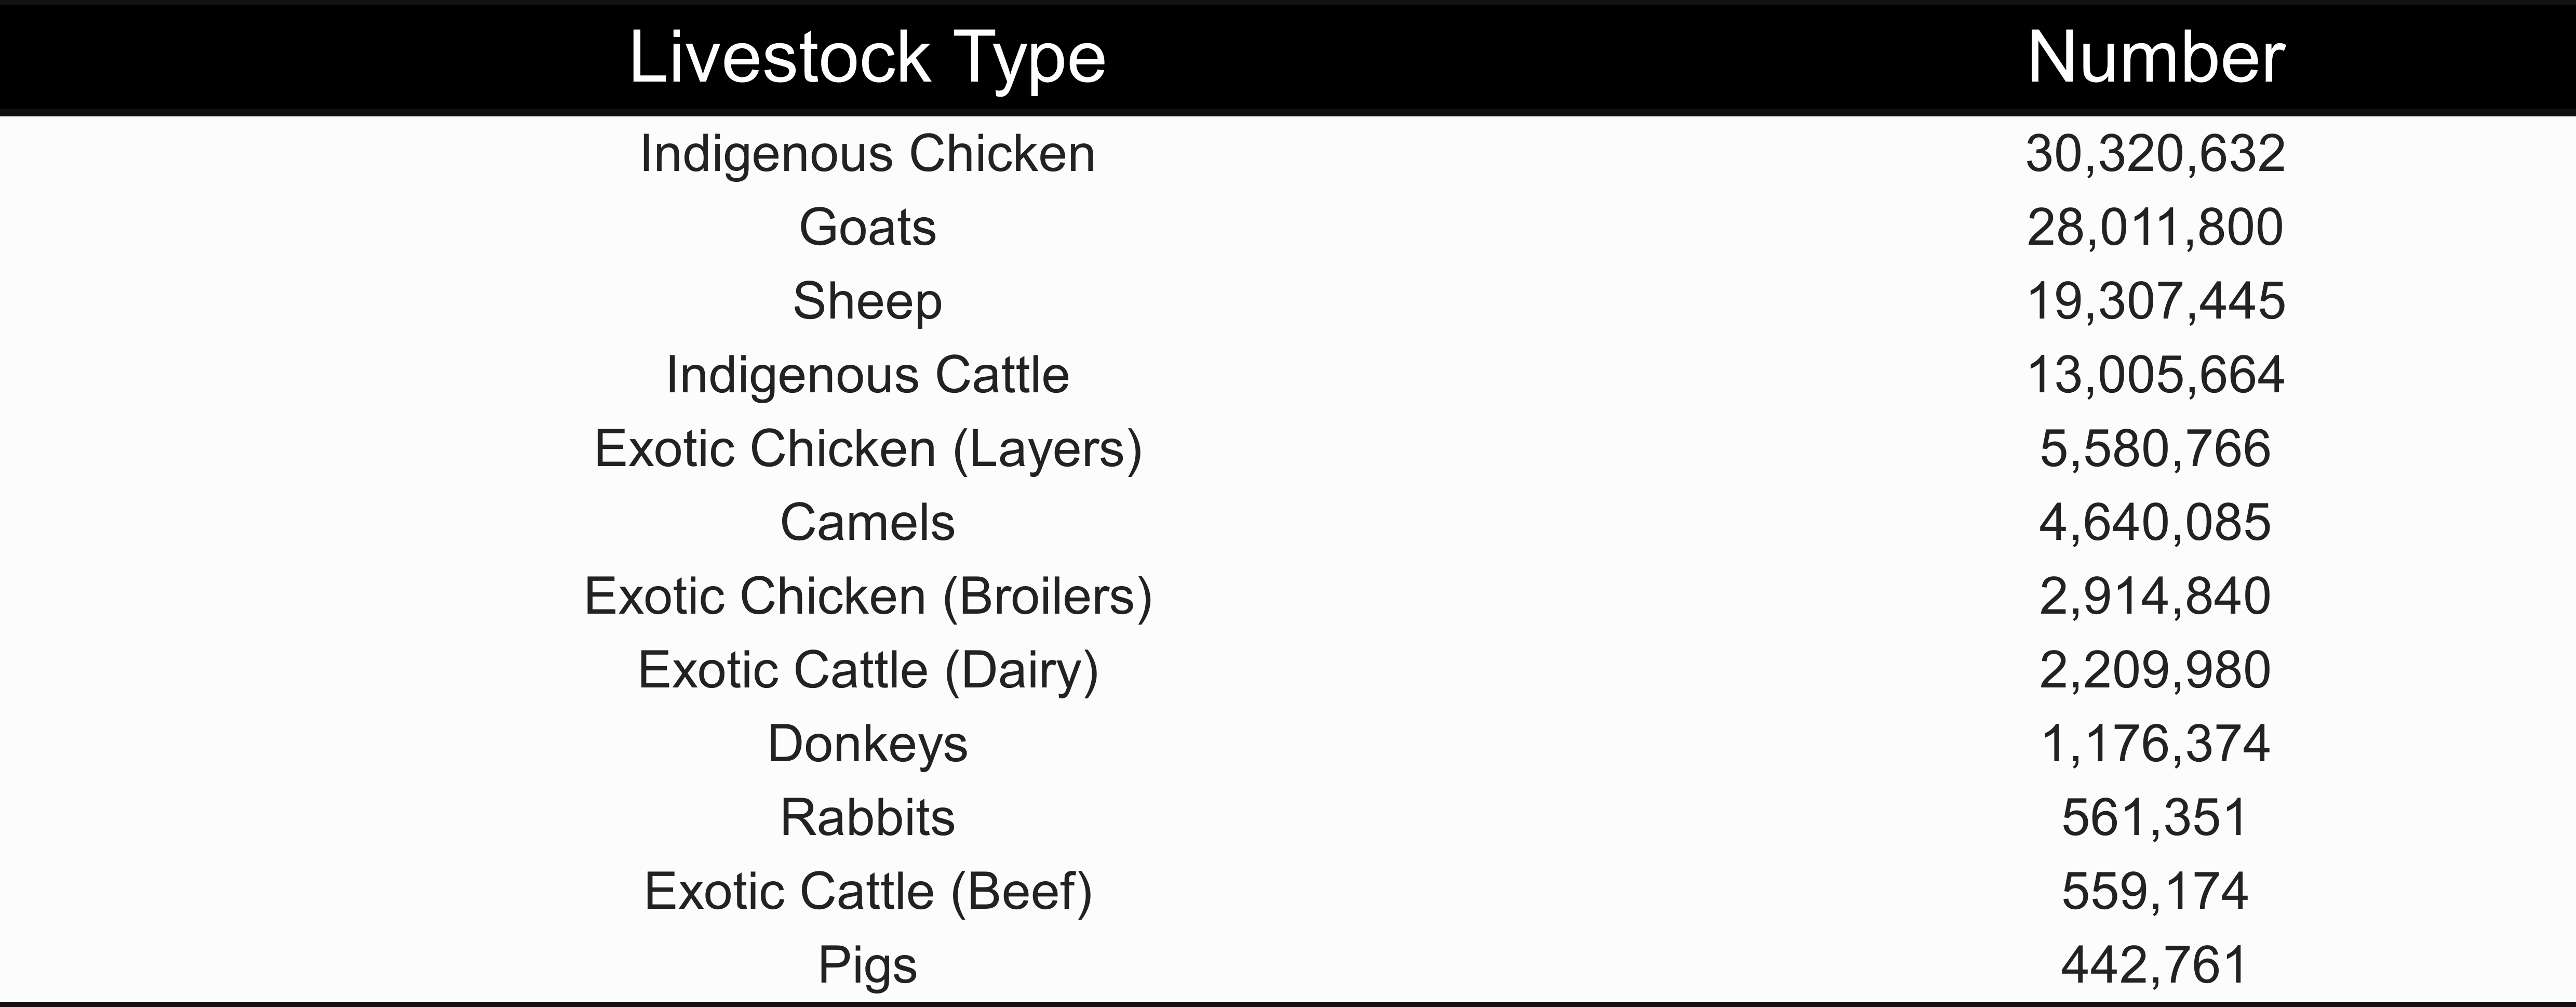 Livestock Type Number
Indigenous Chicken 30,320,632
Goats 28,011,800
Sheep 19,307,445
Indigenous Cattle 13,005,664
Exotic Chicken (Layers) 5,580,766
Camels 4,640,085
Exotic Chicken (Broilers) 2,914,840
Exotic Cattle (Dairy) 2,209,980
Donkeys 1,176,374
Rabbits 561,351
Exotic Cattle (Beef) 559,174
Pigs 442,761